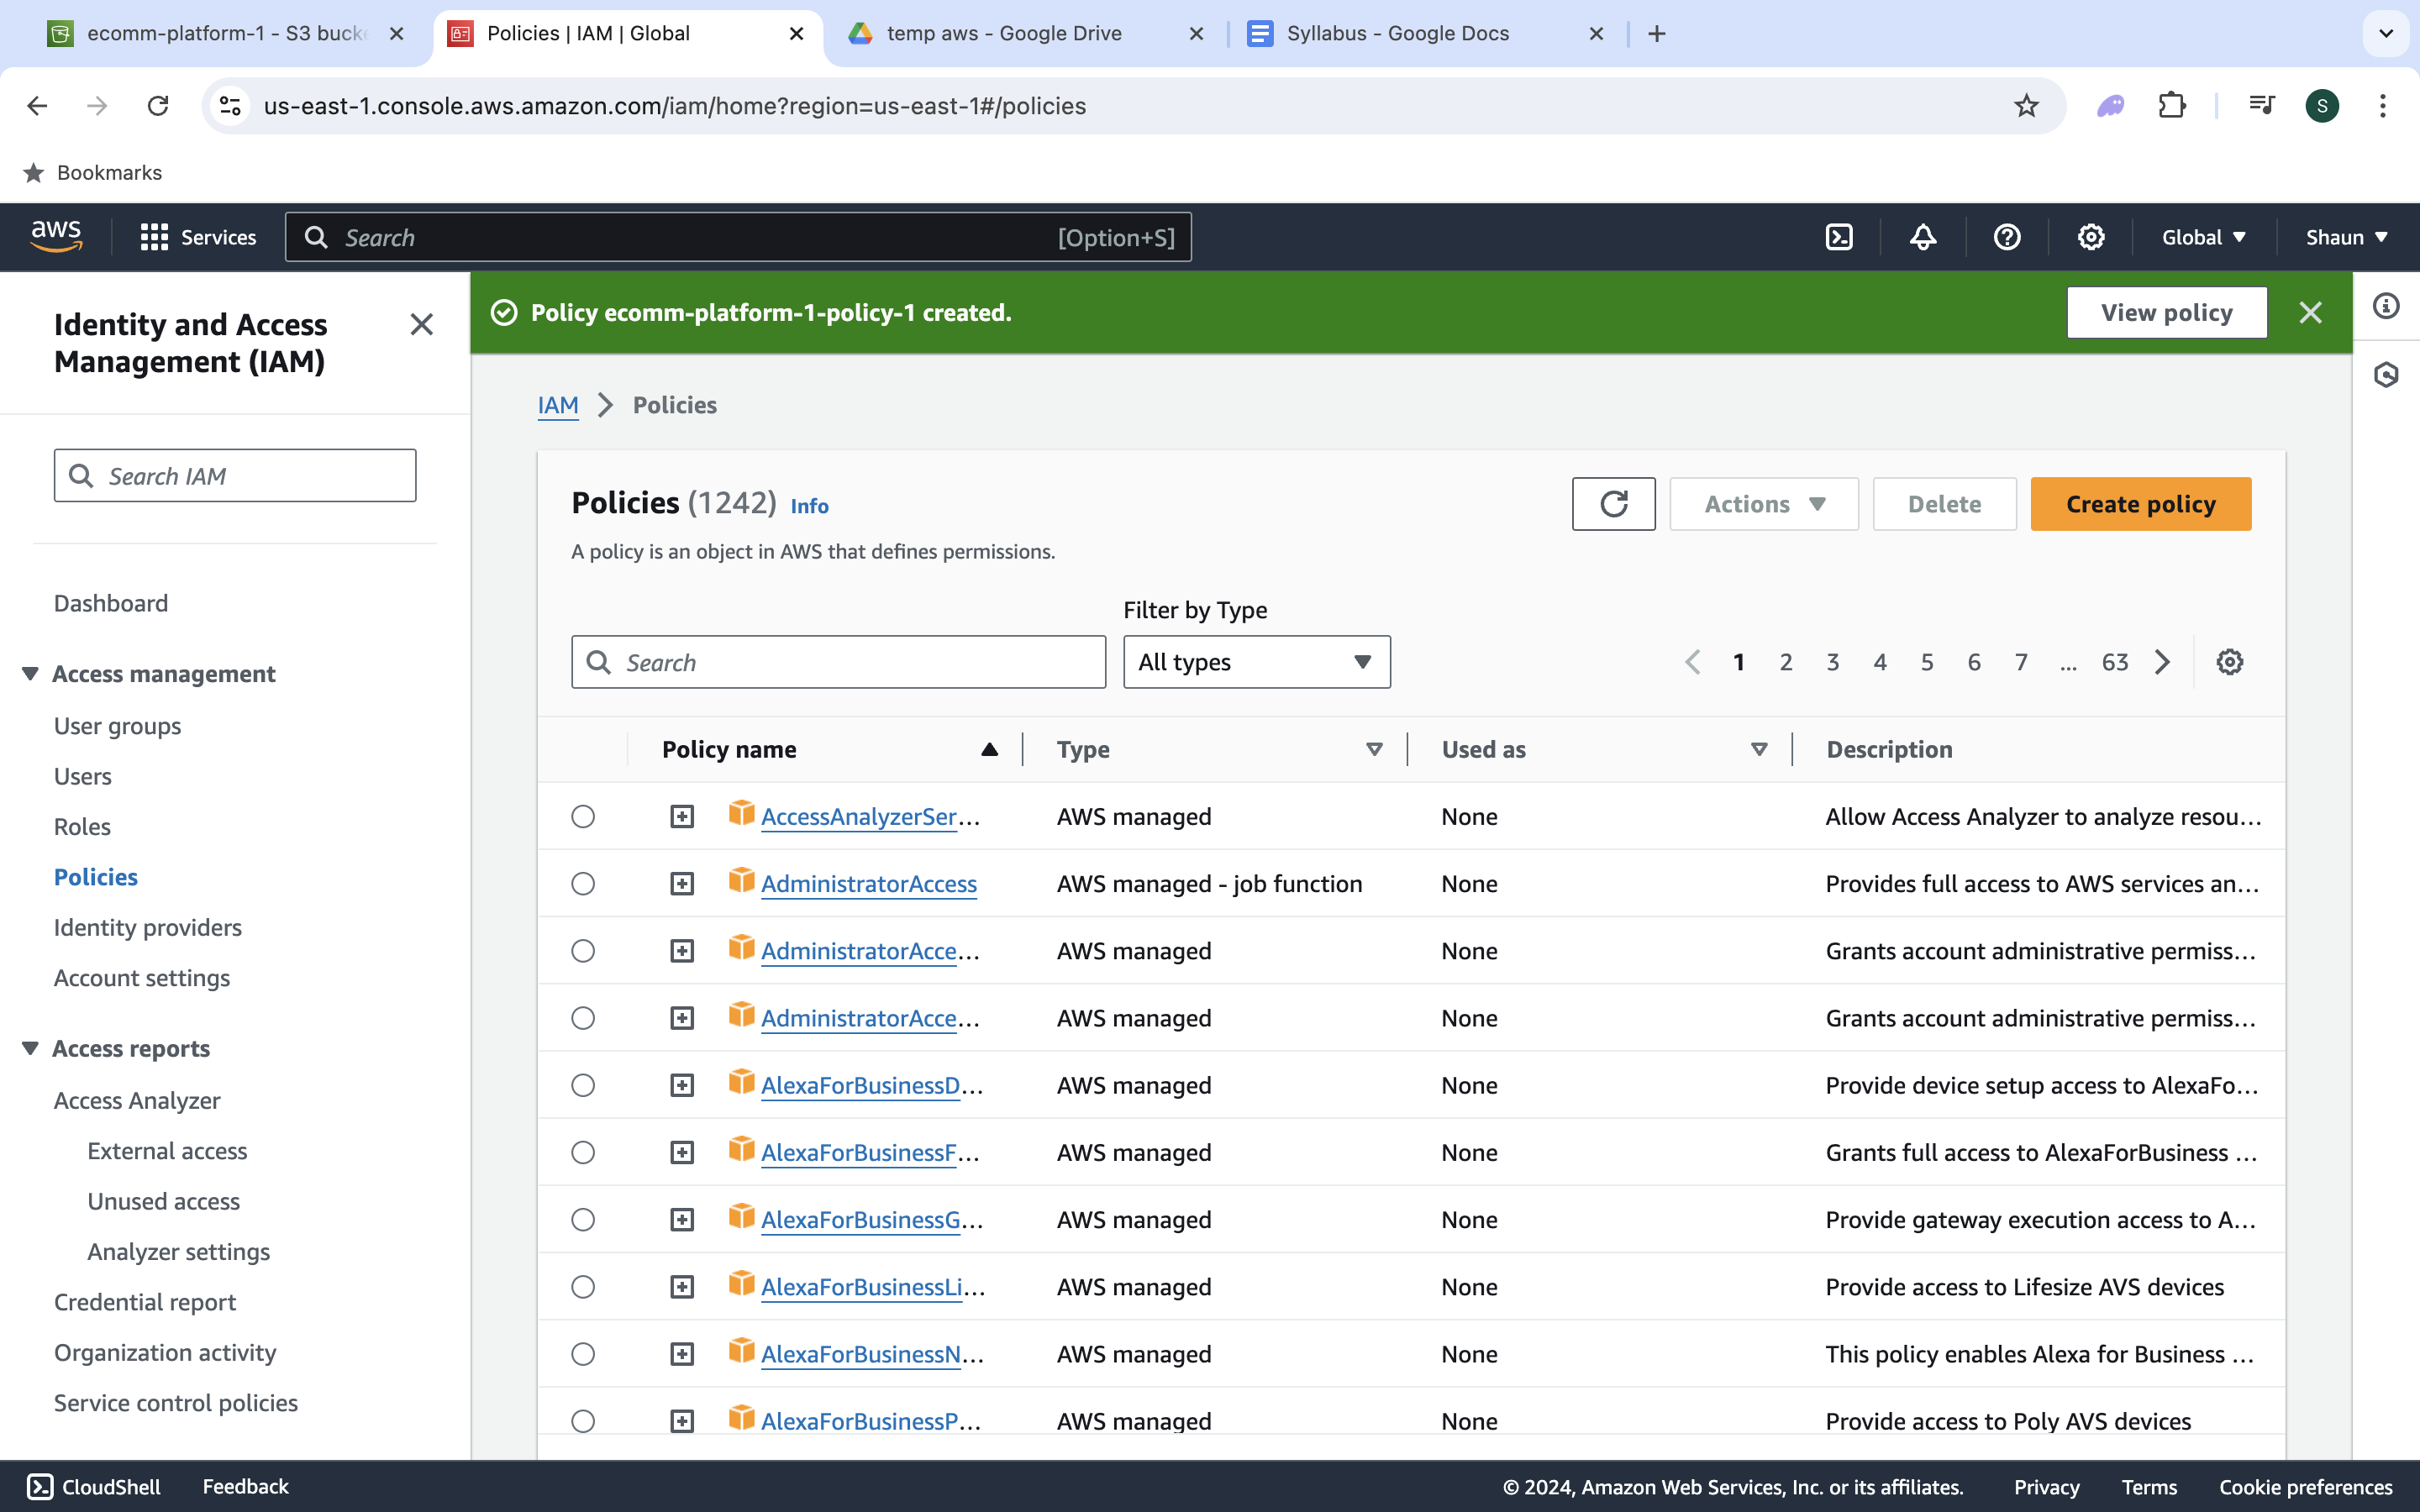 ecomm-platform-1 - S3 bucke
Policies | IAM | Global
temp aws - Google Drive
Syllabus - Google Docs
us-east-1.console.aws.amazon.com/iam/home?region=us-east-1#/policies
S
Bookmarks
aws
Services
Search
[Option+S]
Global
Shaun
Identity and Access
Management (IAM)
Search IAM
Dashboard
Access management
User groups
Users
Roles
Policies
Identity providers
Account settings
Access reports
Access Analyzer
External access
Unused access
Analyzer settings
Credential report
Organization activity
Service control policies
Policy ecomm-platform-1-policy-1 created.
View policy
IAM > Policies
Policies (1242) Info
Actions
Delete
Create policy
A policy is an object in AWS that defines permissions.
Filter by Type
Search
All types
1 2 3 4 5 6 7 ... 63
Policy name Type Used as Description
AccessAnalyzerSer... AWS managed None Allow Access Analyzer to analyze resou...
AdministratorAccess AWS managed - job function None Provides full access to AWS services an...
AdministratorAcce... AWS managed None Grants account administrative permiss...
AdministratorAcce... AWS managed None Grants account administrative permiss...
AlexaForBusinessD... AWS managed None Provide device setup access to AlexaFo...
AlexaForBusinessF... AWS managed None Grants full access to AlexaForBusiness ...
AlexaForBusinessG... AWS managed None Provide gateway execution access to A...
AlexaForBusinessLi... AWS managed None Provide access to Lifesize AVS devices
AlexaForBusinessN... AWS managed None This policy enables Alexa for Business ...
AlexaForBusinessP... AWS managed None Provide access to Poly AVS devices
CloudShell
Feedback
© 2024, Amazon Web Services, Inc. or its affiliates.
Privacy
Terms
Cookie preferences